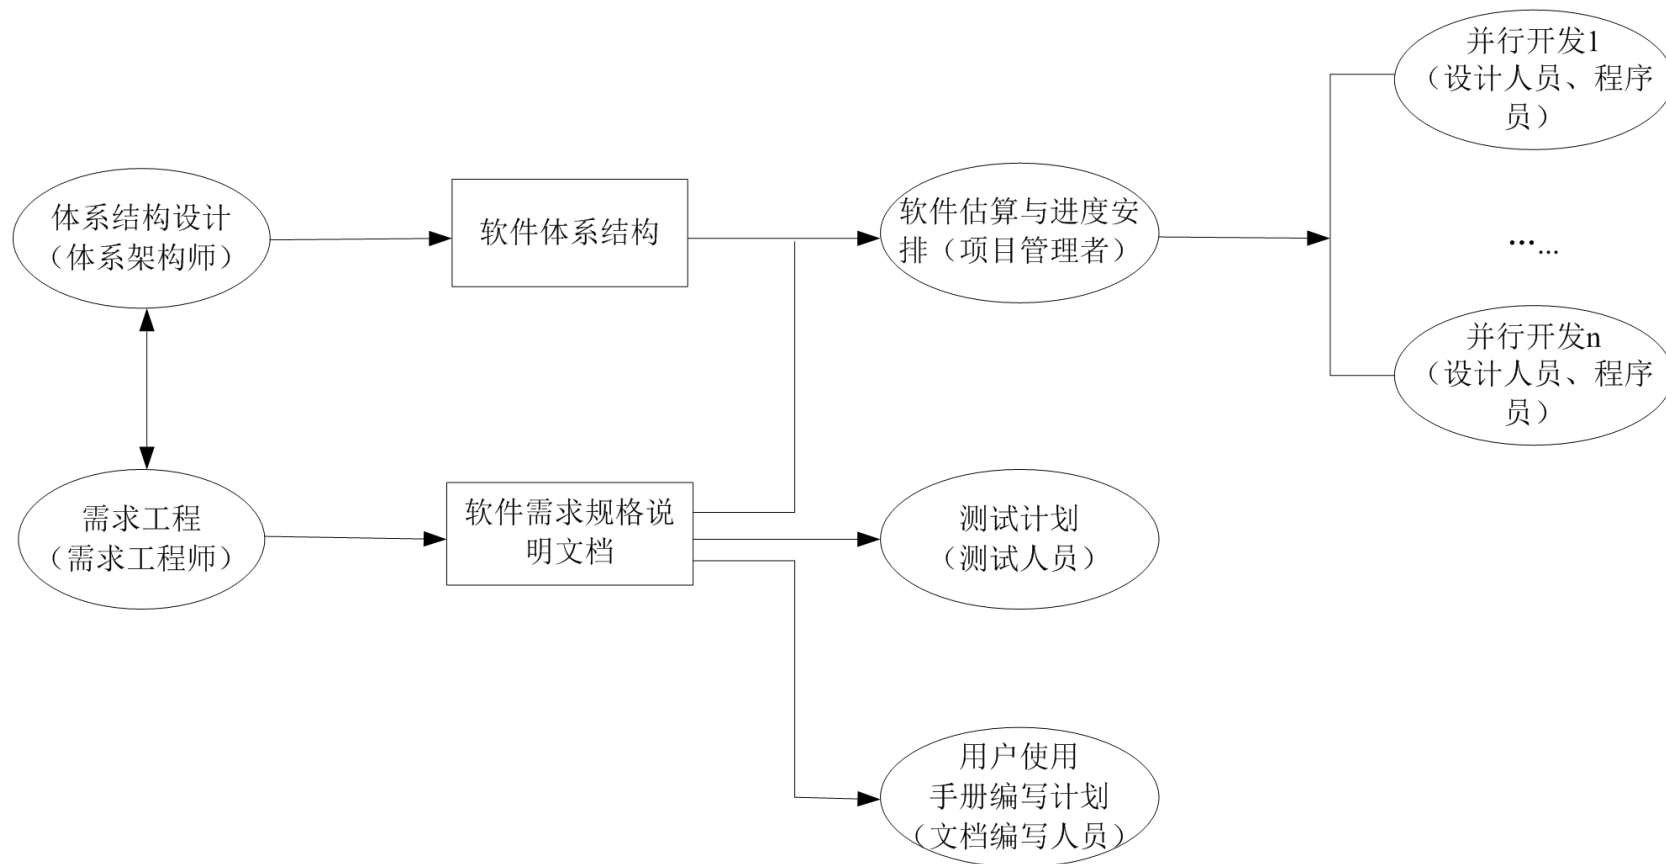 并行开发1
（设计人员、程序
员）
体系结构设计
（体系架构师）
软件体系结构
软件估算与进度安
排（项目管理者）
……
并行开发n
（设计人员、程序
员）
需求工程
（需求工程师）
软件需求规格说
明文档
测试计划
（测试人员）
用户使用
手册编写计划
（文档编写人员）